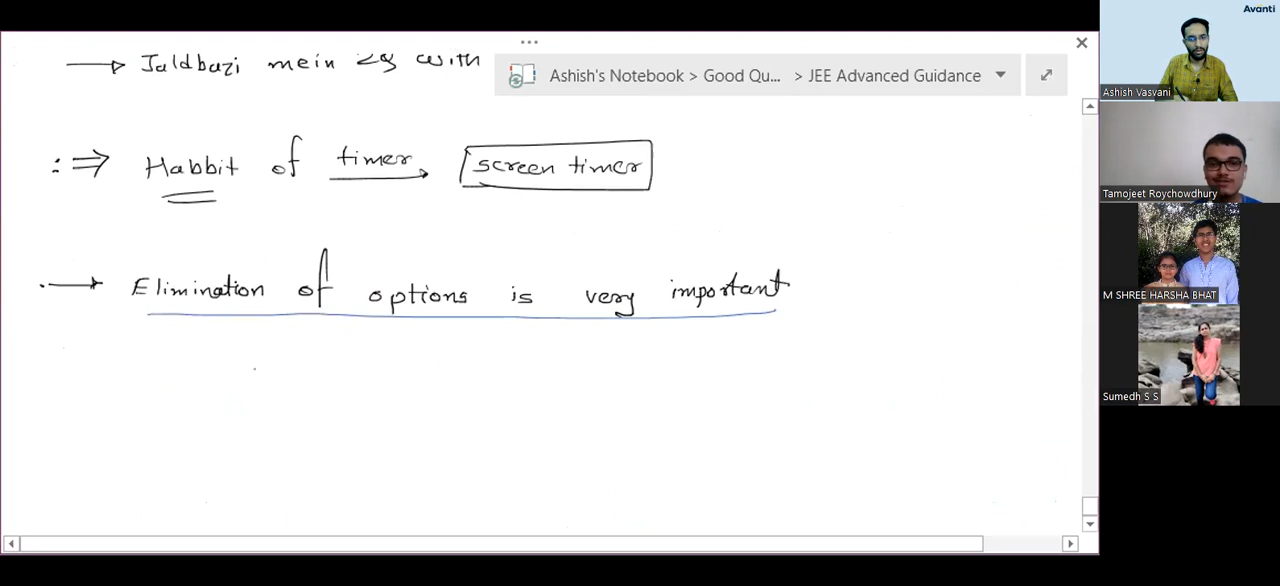 Avanti
→ Jaldbazi mein with
Ashish's Notebook > Good Qu... > JEE Advanced Guidance
Ashish Vasvani
:⇒ Habbit of timer → screen timer
Tamojeet Roychowdhury
.→ Elimination of options is very important
M SHREE HARSHA BHAT
Sumedh S S